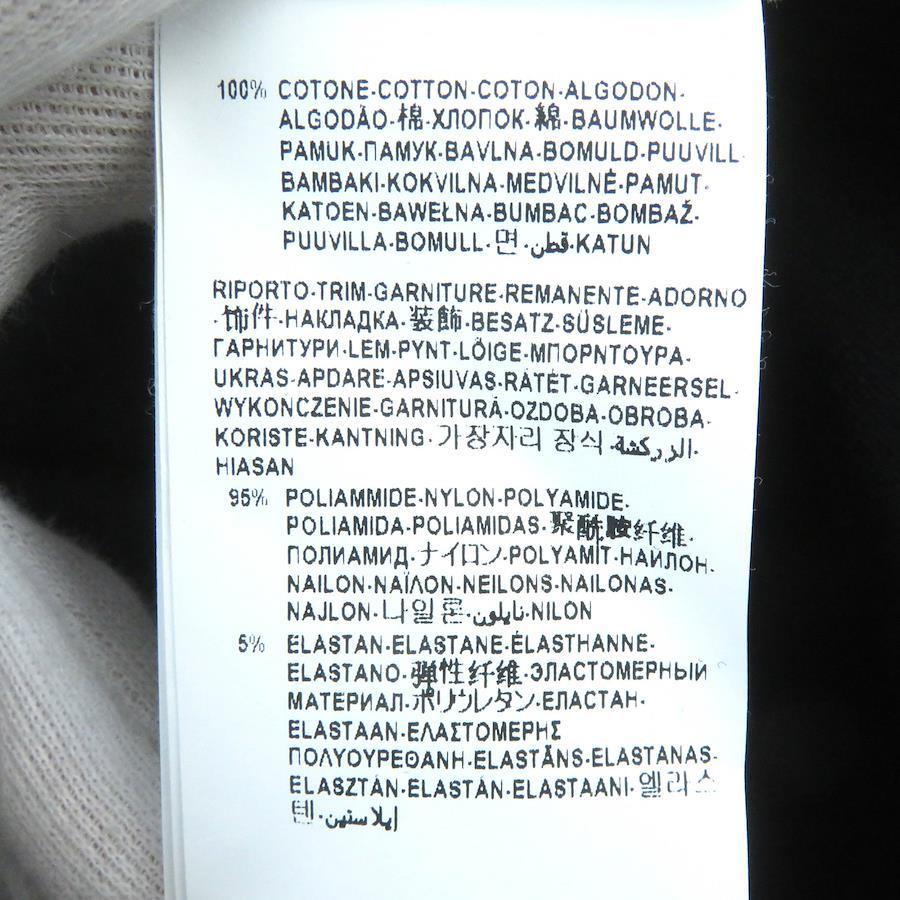 100% COTONE·COTTON·COTON·ALGODON·
ALGODÃO·棉·ХЛОПОК·綿·BAUMWOLLE·
PAMUK·ПАМУК·BAVLNA·BOMULD·PUUVILL·
BAMBAKI·KOKVILNA·MEDVILNĖ·PAMUT·
KATOEN·BAWEŁNA·BUMBAC·BOMBAŽ·
PUUVILLA·BOMULL·면·قطن·KATUN
RIPORTO·TRIM·GARNITURE·REMANENTE·ADORNO
·饰件·НАКЛАДКА·装飾·BESATZ·SÜSLEME·
ГАРНИТУРИ·LEM·PYNT·LÕIGE·ΜΠΟΡΝΤΟΥΡΑ·
UKRAS·APDARE·APSIUVAS·RÁTÉT·GARNEERSEL·
WYKOŃCZENIE·GARNITURĂ·OZDOBA·OBROBA·
KORISTE·KANTNING·가장자리 장식·الزركشة·
HIASAN
95% POLIAMMIDE·NYLON·POLYAMIDE·
POLIAMIDA·POLIAMIDAS·聚酰胺纤维·
ПОЛИАМИД·ナイロン·POLYAMIT·НАЙЛОН·
NAILON·ΝΑΪΛΟΝ·NEILONS·NAILONAS·
NAJLON·나일론·نايلون·NILON
5% ELASTAN·ELASTANE·ÉLASTHANNE·
ELASTANO·弹性纤维·ЭЛАСТОМЕРНЫЙ
МАТЕРИАЛ·ポリウレタン·ЕЛАСТАН·
ELASTAAN·ΕΛΑΣΤΟΜΕΡΗΣ
ΠΟΛΥΟΥΡΕΘΑΝΗ·ELASTĀNS·ELASTANAS·
ELASZTÁN·ELASTÁN·ELASTAANI·엘라스
텐·إيلاستين